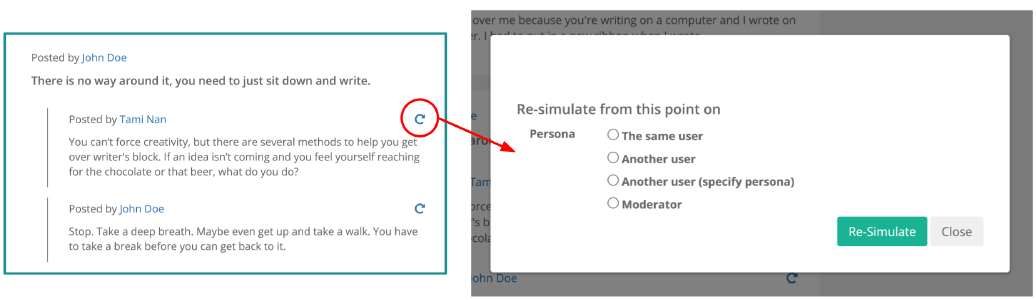 Posted by John Doe
There is no way around it, you need to just sit down and write.
Posted by Tami Nan
You can't force creativity, but there are several methods to help you get
over writer's block. If an idea isn't coming and you feel yourself reaching
for the chocolate or that beer, what do you do?
Posted by John Doe
Stop. Take a deep breath. Maybe even get up and take a walk. You have
to take a break before you can get back to it.
over me because you're writing on a computer and I wrote on
Re-simulate from this point on
Persona
The same user
Another user
Another user (specify persona)
Moderator
Re-Simulate Close
Tam
ohn Doe